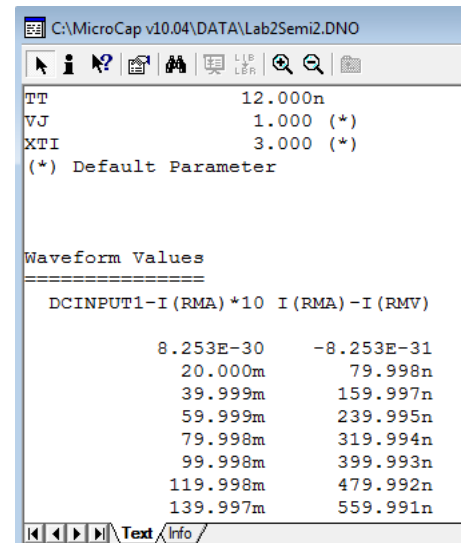 C:\MicroCap v10.04\DATA\Lab2Semi2.DNO
LIB
LBR
TT 12.000n
VJ 1.000 (*)
XTI 3.000 (*)
(*) Default Parameter
Waveform Values
===============
DCINPUT1-I(RMA)*10 I(RMA)-I(RMV)
8.253E-30 -8.253E-31
20.000m 79.998n
39.999m 159.997n
59.999m 239.995n
79.998m 319.994n
99.998m 399.993n
119.998m 479.992n
139.997m 559.991n
Text Info